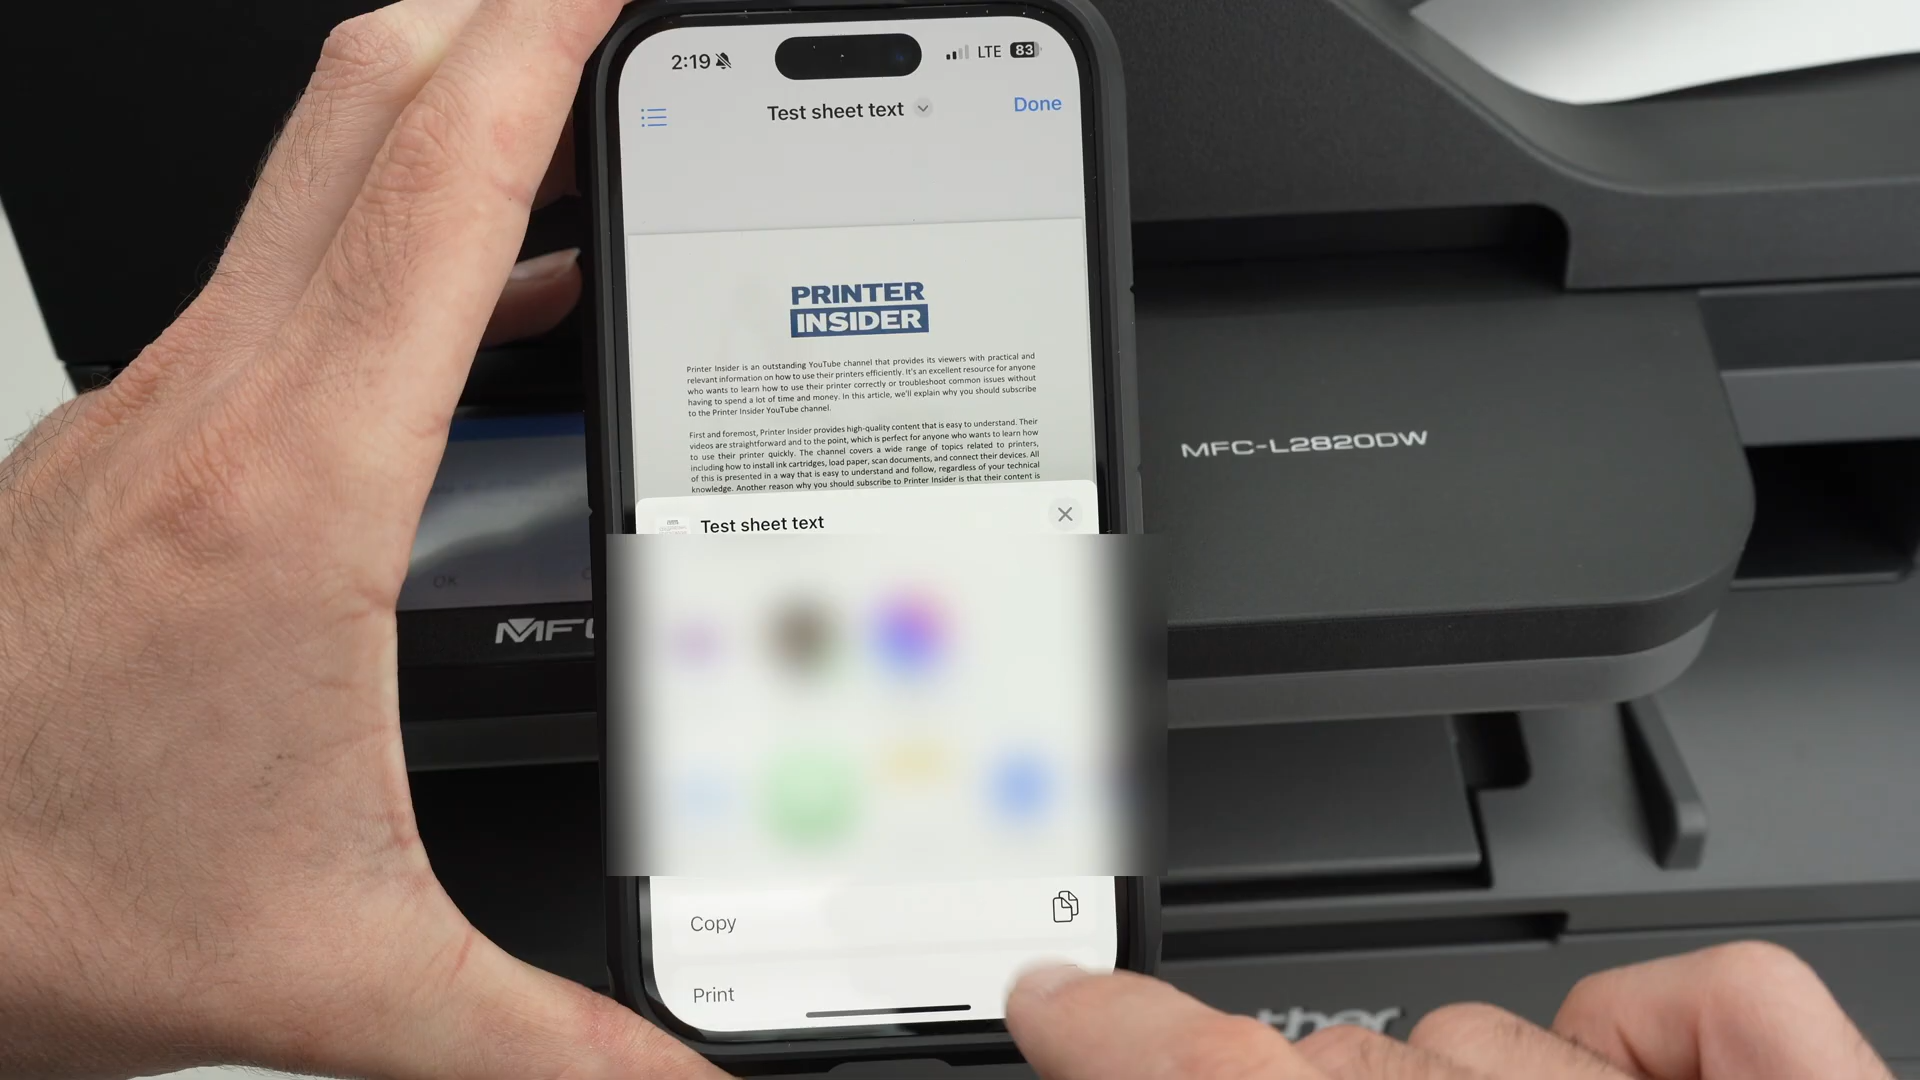 2:19 LTE 83
Test sheet text Done
PRINTER
INSIDER
Printer Insider is an outstanding YouTube channel that provides its viewers with practical and
relevant information on how to use their printers efficiently. It's an excellent resource for anyone
who wants to learn how to use their printer correctly or troubleshoot common issues without
having to spend a lot of time and money. In this article, we'll explain why you should subscribe
to the Printer Insider YouTube channel.
First and foremost, Printer Insider provides high-quality content that is easy to understand. Their
videos are straightforward and to the point, which is perfect for anyone who wants to learn how
to use their printer quickly. The channel covers a wide range of topics related to printers,
including how to install ink cartridges, load paper, scan documents, and connect their devices. All
of this is presented in a way that is easy to understand and follow, regardless of your technical
knowledge. Another reason why you should subscribe to Printer Insider is that their content is
MFC-L2820DW
Test sheet text
OK
Copy
Print